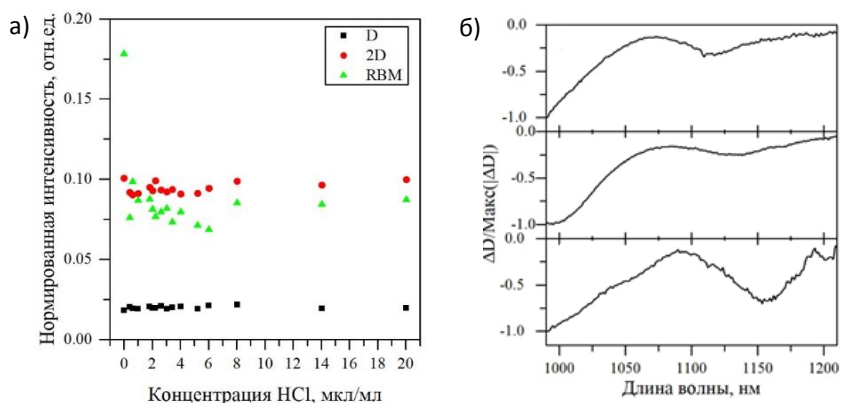 а)
Нормированная интенсивность, отн.ед.
0.20
0.15
0.10
0.05
0.00
D
2D
RBM
0 2 4 6 8 10 12 14 16 18 20
Концентрация HCl, мкл/мл
б)
ΔD/Макс(|ΔD|)
0.0
-0.5
-1.0
0.0
-0.5
-1.0
0.0
-0.5
-1.0
1000 1050 1100 1150 1200
Длина волны, нм